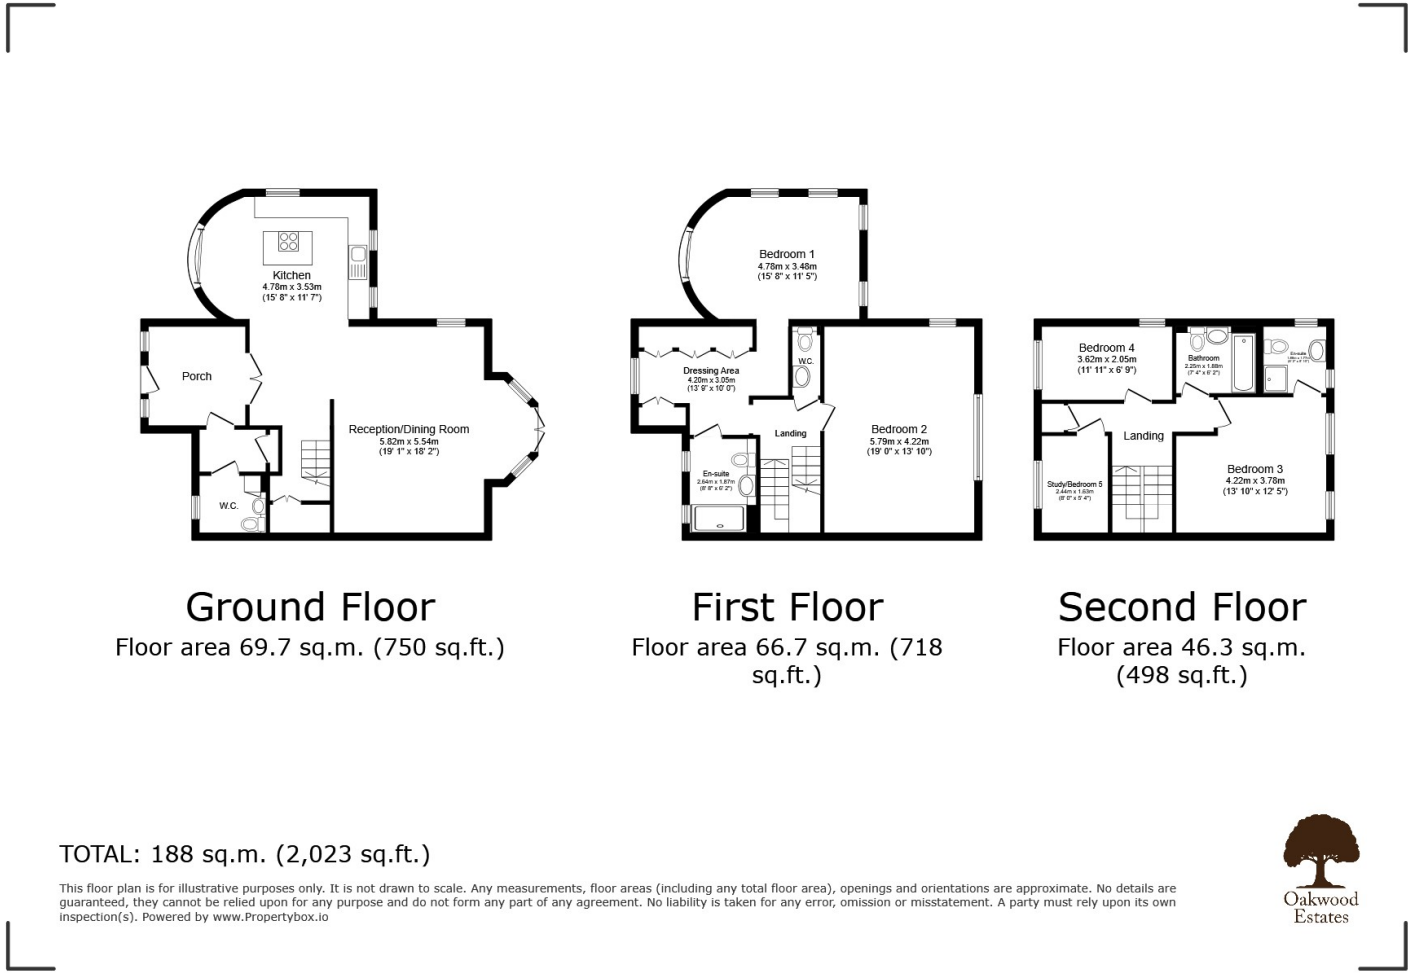 Kitchen
4.78m x 3.53m
(15' 8" x 11' 7")
Porch
Reception/Dining Room
5.82m x 5.54m
(19' 1" x 18' 2")
W.C.
Ground Floor
Floor area 69.7 sq.m. (750 sq.ft.)
Bedroom 1
4.78m x 3.48m
(15' 8" x 11' 5")
W.C.
Dressing Area
4.20m x 3.05m
(13' 9" x 10' 0")
Landing
Bedroom 2
5.79m x 4.22m
(19' 0" x 13' 10")
En-suite
2.64m x 1.87m
(8' 8" x 6' 2")
First Floor
Floor area 66.7 sq.m. (718
sq.ft.)
Bedroom 4
3.62m x 2.05m
(11' 11" x 6' 9")
Bathroom
2.25m x 1.88m
(7' 4" x 6' 2")
En-suite
Landing
Bedroom 3
4.22m x 3.78m
(13' 10" x 12' 5")
Study/Bedroom 5
2.44m x 1.63m
(8' 0" x 5' 4")
Second Floor
Floor area 46.3 sq.m.
(498 sq.ft.)
TOTAL: 188 sq.m. (2,023 sq.ft.)
This floor plan is for illustrative purposes only. It is not drawn to scale. Any measurements, floor areas (including any total floor area), openings and orientations are approximate. No details are
guaranteed, they cannot be relied upon for any purpose and do not form any part of any agreement. No liability is taken for any error, omission or misstatement. A party must rely upon its own
inspection(s). Powered by www.Propertybox.io
Oakwood
Estates